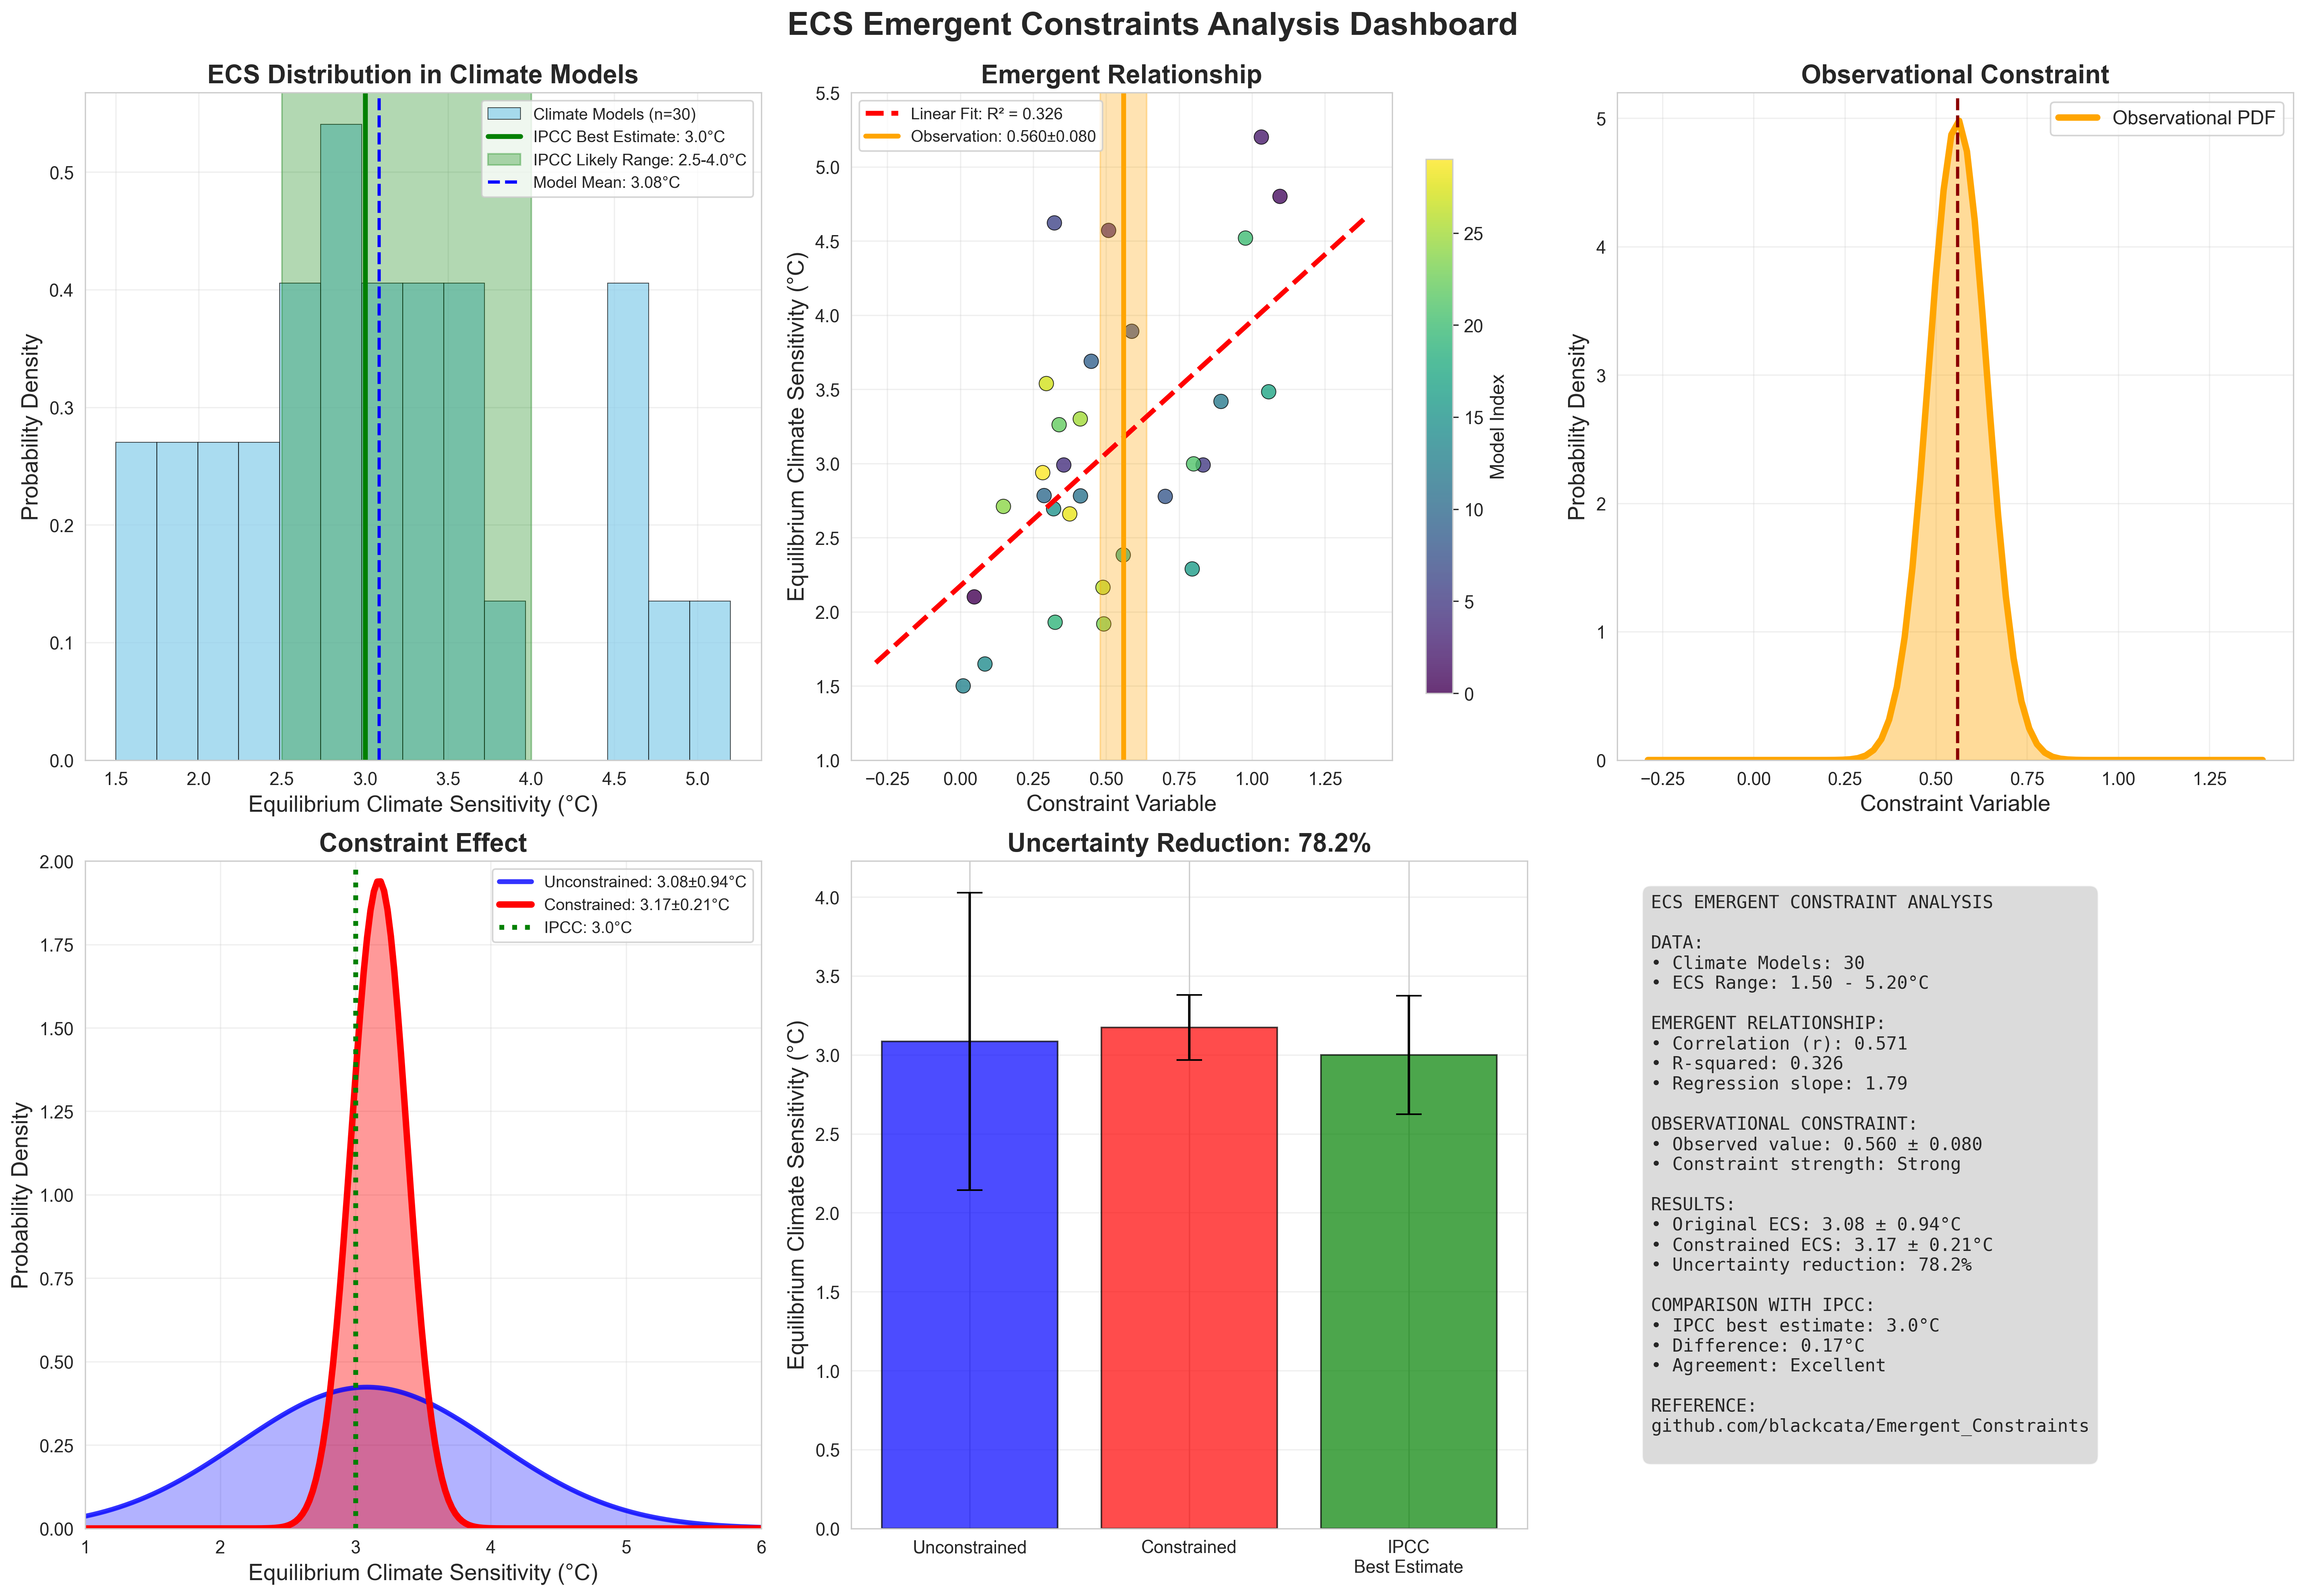 ECS Emergent Constraints Analysis Dashboard
ECS Distribution in Climate Models
Climate Models (n=30)
IPCC Best Estimate: 3.0°C
IPCC Likely Range: 2.5-4.0°C
Model Mean: 3.08°C
Probability Density
0.5
0.4
0.3
0.2
0.1
0.0
1.5 2.0 2.5 3.0 3.5 4.0 4.5 5.0
Equilibrium Climate Sensitivity (°C)
Emergent Relationship
Linear Fit: R² = 0.326
Observation: 0.560±0.080
Equilibrium Climate Sensitivity (°C)
5.5
5.0
4.5
4.0
3.5
3.0
2.5
2.0
1.5
1.0
−0.25 0.00 0.25 0.50 0.75 1.00 1.25
Constraint Variable
25
20
15
10
5
0
Model Index
Observational Constraint
Observational PDF
Probability Density
5
4
3
2
1
0
−0.25 0.00 0.25 0.50 0.75 1.00 1.25
Constraint Variable
Constraint Effect
Unconstrained: 3.08±0.94°C
Constrained: 3.17±0.21°C
IPCC: 3.0°C
Probability Density
2.00
1.75
1.50
1.25
1.00
0.75
0.50
0.25
0.00
1 2 3 4 5 6
Equilibrium Climate Sensitivity (°C)
Uncertainty Reduction: 78.2%
Equilibrium Climate Sensitivity (°C)
4.0
3.5
3.0
2.5
2.0
1.5
1.0
0.5
0.0
Unconstrained Constrained IPCC
Best Estimate
ECS EMERGENT CONSTRAINT ANALYSIS
DATA:
• Climate Models: 30
• ECS Range: 1.50 - 5.20°C
EMERGENT RELATIONSHIP:
• Correlation (r): 0.571
• R-squared: 0.326
• Regression slope: 1.79
OBSERVATIONAL CONSTRAINT:
• Observed value: 0.560 ± 0.080
• Constraint strength: Strong
RESULTS:
• Original ECS: 3.08 ± 0.94°C
• Constrained ECS: 3.17 ± 0.21°C
• Uncertainty reduction: 78.2%
COMPARISON WITH IPCC:
• IPCC best estimate: 3.0°C
• Difference: 0.17°C
• Agreement: Excellent
REFERENCE:
github.com/blackcata/Emergent_Constraints